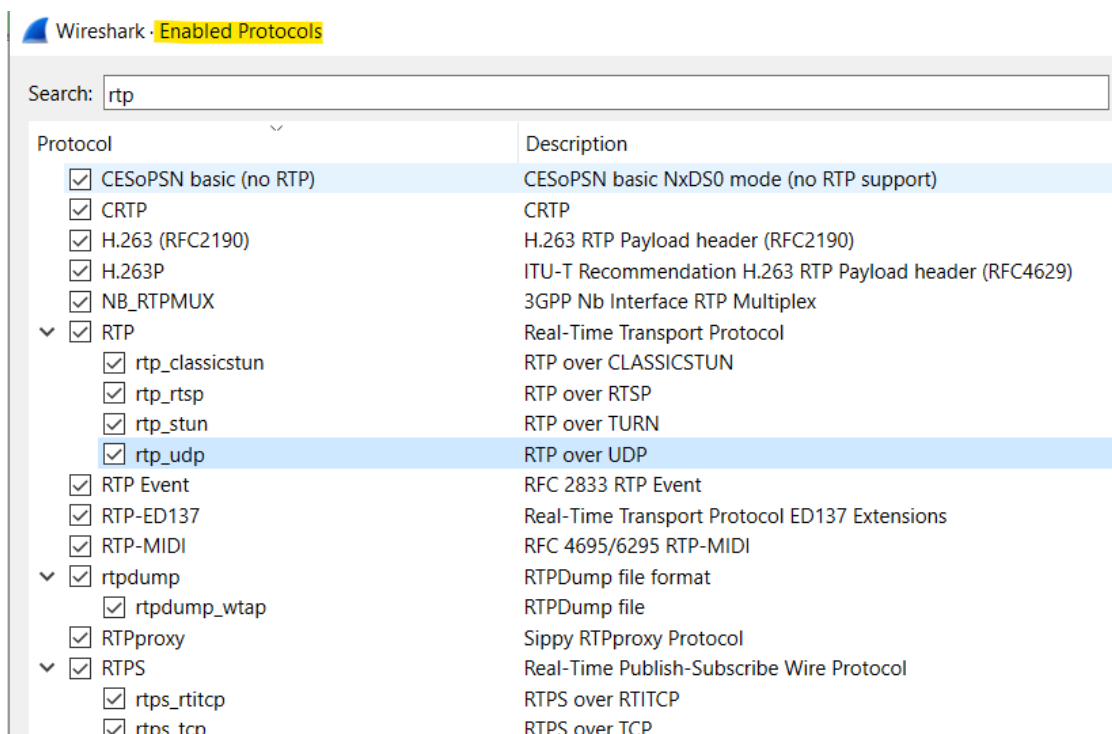 Wireshark · Enabled Protocols
Search: rtp
Protocol Description
CESoPSN basic (no RTP) CESoPSN basic NxDS0 mode (no RTP support)
CRTP CRTP
H.263 (RFC2190) H.263 RTP Payload header (RFC2190)
H.263P ITU-T Recommendation H.263 RTP Payload header (RFC4629)
NB_RTPMUX 3GPP Nb Interface RTP Multiplex
RTP Real-Time Transport Protocol
rtp_classicstun RTP over CLASSICSTUN
rtp_rtsp RTP over RTSP
rtp_stun RTP over TURN
rtp_udp RTP over UDP
RTP Event RFC 2833 RTP Event
RTP-ED137 Real-Time Transport Protocol ED137 Extensions
RTP-MIDI RFC 4695/6295 RTP-MIDI
rtpdump RTPDump file format
rtpdump_wtap RTPDump file
RTPproxy Sippy RTPproxy Protocol
RTPS Real-Time Publish-Subscribe Wire Protocol
rtps_rtitcp RTPS over RTITCP
rtps_tcp RTPS over TCP